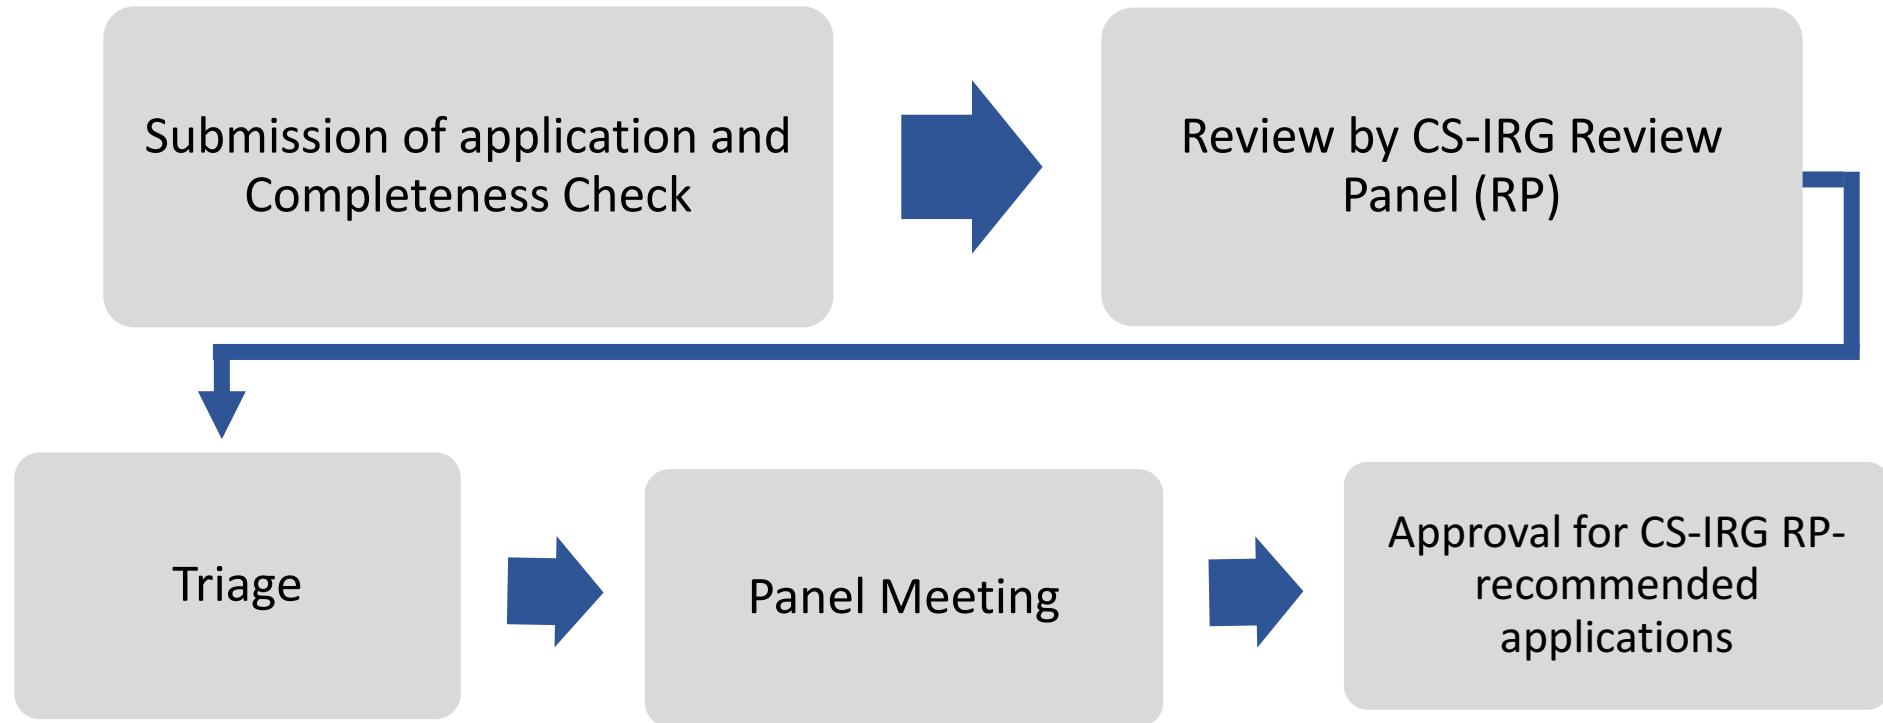 Submission of application and
Completeness Check
Review by CS-IRG Review
Panel (RP)
Triage
Panel Meeting
Approval for CS-IRG RP-
recommended
applications